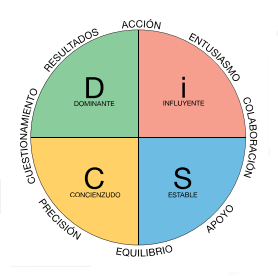 ACCIÓN
RESULTADOS
ENTUSIASMO
D
DOMINANTE
i
INFLUYENTE
CUESTIONAMIENTO
COLABORACIÓN
C
CONCIENZUDO
S
ESTABLE
PRECISIÓN
APOYO
EQUILIBRIO